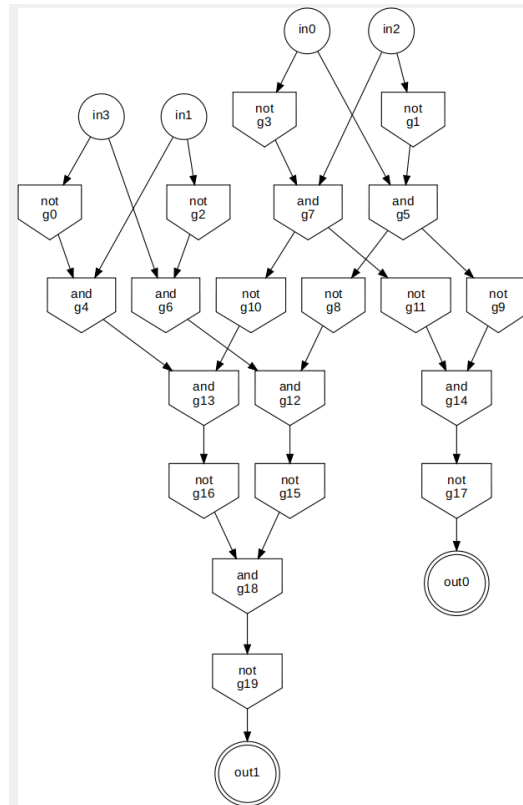 in0
in2
in3
in1
not
g3
not
g1
not
g0
not
g2
and
g7
and
g5
and
g4
and
g6
not
g10
not
g8
not
g11
not
g9
and
g13
and
g12
and
g14
not
g16
not
g15
not
g17
and
g18
out0
not
g19
out1